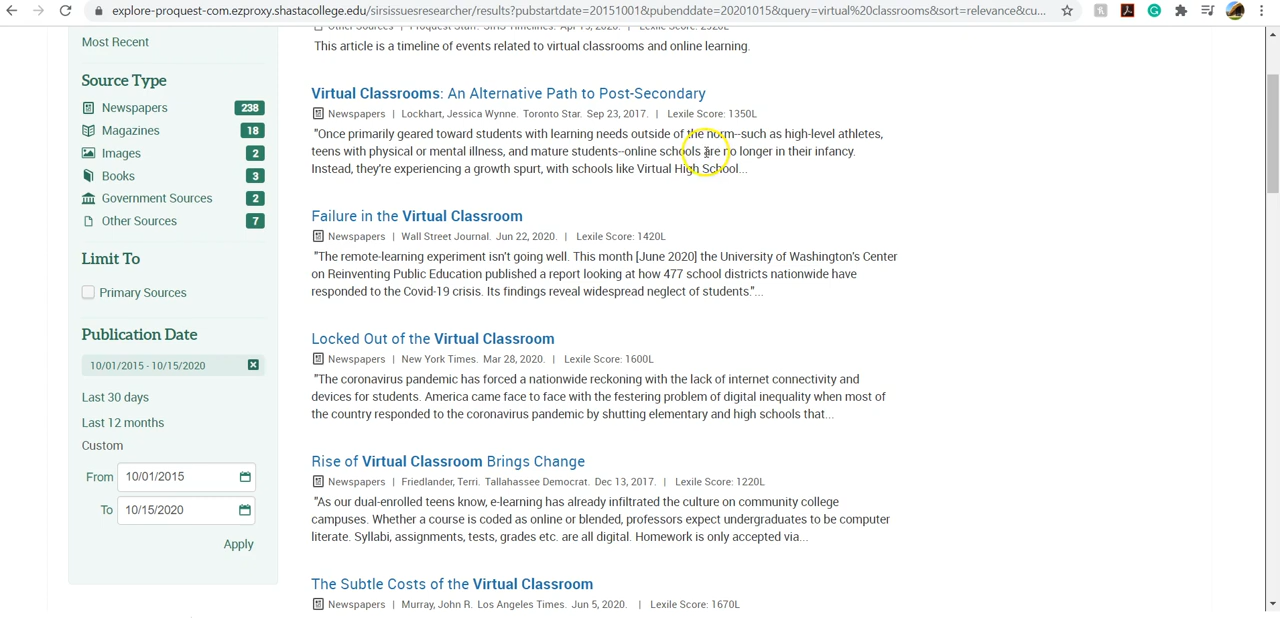 explore-proquest-com.ezproxy.shastacollege.edu/sirsissuesresearcher/results?pubstartdate=20151001&pubenddate=20201015&query=virtual%20classrooms&sort=relevance&cu...
Most Recent
Source Type
Newspapers 238
Magazines 18
Images 2
Books 3
Government Sources 2
Other Sources 7
Limit To
Primary Sources
Publication Date
10/01/2015 - 10/15/2020
Last 30 days
Last 12 months
Custom
From 10/01/2015
To 10/15/2020
Apply
This article is a timeline of events related to virtual classrooms and online learning.
Virtual Classrooms: An Alternative Path to Post-Secondary
Newspapers | Lockhart, Jessica Wynne. Toronto Star. Sep 23, 2017. | Lexile Score: 1350L
"Once primarily geared toward students with learning needs outside of the norm--such as high-level athletes,
teens with physical or mental illness, and mature students--online schools are no longer in their infancy.
Instead, they're experiencing a growth spurt, with schools like Virtual High School...
Failure in the Virtual Classroom
Newspapers | Wall Street Journal. Jun 22, 2020. | Lexile Score: 1420L
"The remote-learning experiment isn't going well. This month [June 2020] the University of Washington's Center
on Reinventing Public Education published a report looking at how 477 school districts nationwide have
responded to the Covid-19 crisis. Its findings reveal widespread neglect of students."...
Locked Out of the Virtual Classroom
Newspapers | New York Times. Mar 28, 2020. | Lexile Score: 1600L
"The coronavirus pandemic has forced a nationwide reckoning with the lack of internet connectivity and
devices for students. America came face to face with the festering problem of digital inequality when most of
the country responded to the coronavirus pandemic by shutting elementary and high schools that...
Rise of Virtual Classroom Brings Change
Newspapers | Friedlander, Terri. Tallahassee Democrat. Dec 13, 2017. | Lexile Score: 1220L
"As our dual-enrolled teens know, e-learning has already infiltrated the culture on community college
campuses. Whether a course is coded as online or blended, professors expect undergraduates to be computer
literate. Syllabi, assignments, tests, grades etc. are all digital. Homework is only accepted via...
The Subtle Costs of the Virtual Classroom
Newspapers | Murray, John R. Los Angeles Times. Jun 5, 2020. | Lexile Score: 1670L